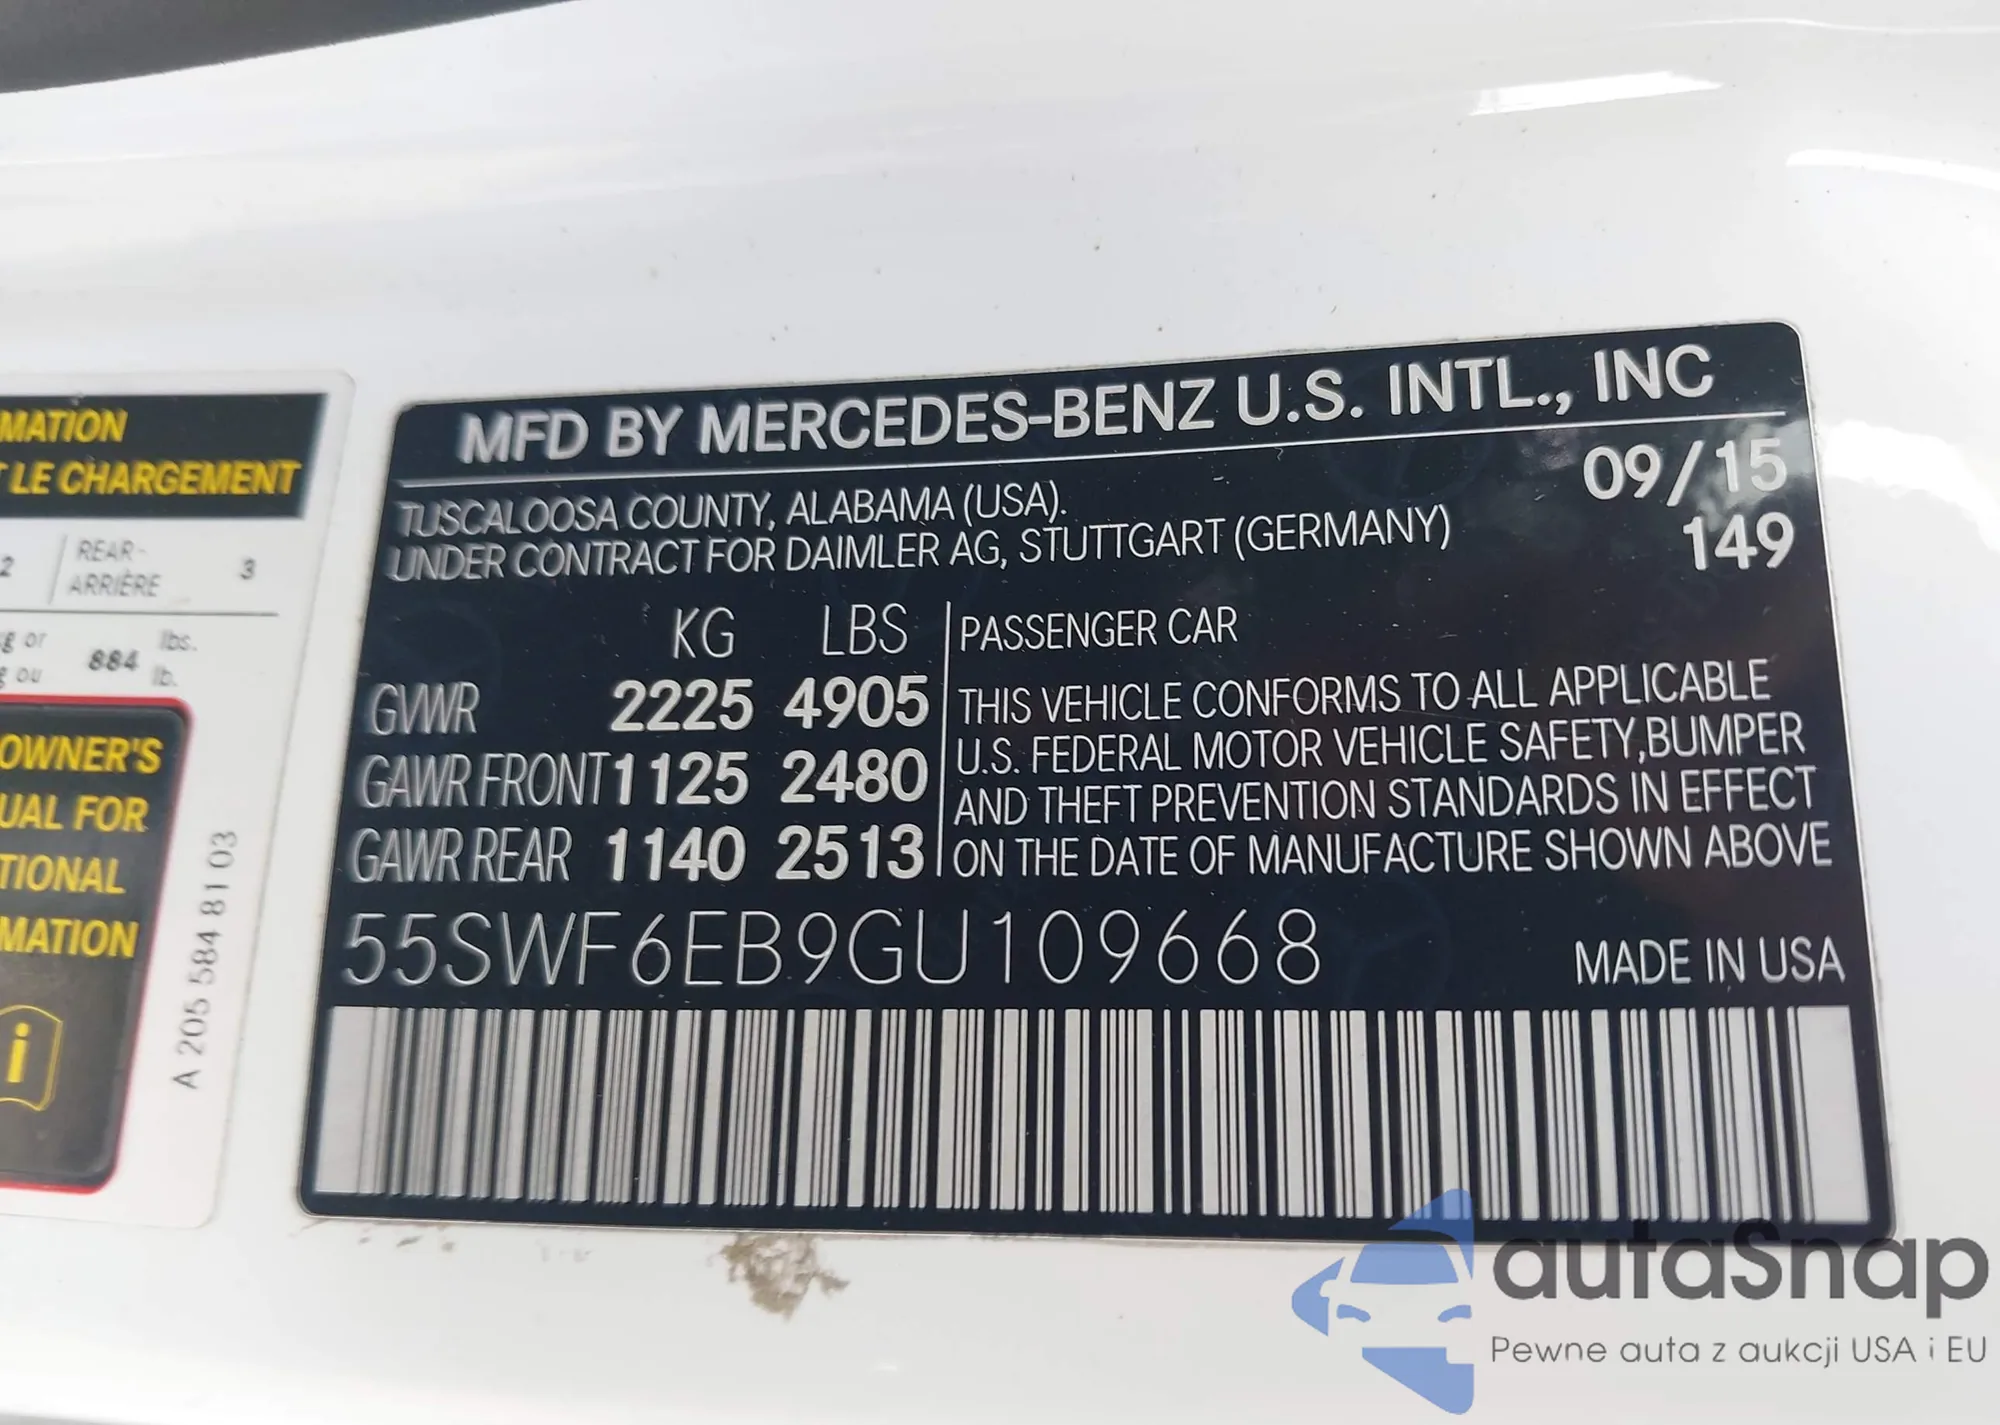 MATION
LE CHARGEMENT
2 REAR- ARRIÈRE 3
or 884 lbs.
ou lb.
OWNER'S
UAL FOR
TIONAL
MATION
i
A 205 584 81 03
MFD BY MERCEDES-BENZ U.S. INTL., INC
09/15
TUSCALOOSA COUNTY, ALABAMA (USA).
UNDER CONTRACT FOR DAIMLER AG, STUTTGART (GERMANY)
149
KG LBS
GVWR 2225 4905
GAWR FRONT 1125 2480
GAWR REAR 1140 2513
PASSENGER CAR
THIS VEHICLE CONFORMS TO ALL APPLICABLE
U.S. FEDERAL MOTOR VEHICLE SAFETY,BUMPER
AND THEFT PREVENTION STANDARDS IN EFFECT
ON THE DATE OF MANUFACTURE SHOWN ABOVE
55SWF6EB9GU109668
MADE IN USA
autaSnap
Pewne auta z aukcji USA i EU